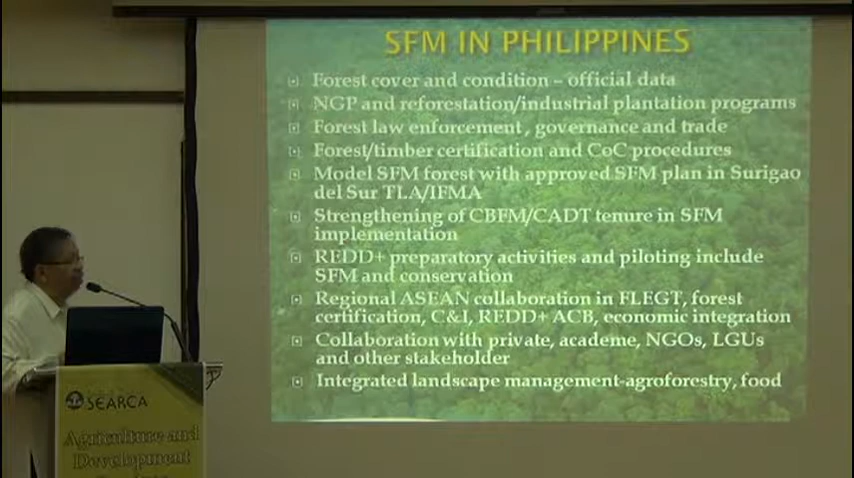 SFM IN PHILIPPINES
Forest cover and condition – official data
NGP and reforestation/industrial plantation programs
Forest law enforcement , governance and trade
Forest/timber certification and CoC procedures
Model SFM forest with approved SFM plan in Surigao
del Sur TLA/IFMA
Strengthening of CBFM/CADT tenure in SFM
implementation
REDD+ preparatory activities and piloting include
SFM and conservation
Regional ASEAN collaboration in FLEGT, forest
certification, C&I, REDD+ ACB, economic integration
Collaboration with private, academe, NGOs, LGUs
and other stakeholder
Integrated landscape management-agroforestry, food
SEARCA
Agriculture and
Development